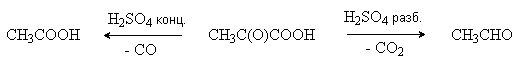 H₂SO₄ конц. H₂SO₄ разб.
CH₃COOH CH₃C(O)COOH CH₃CHO
- CO - CO₂